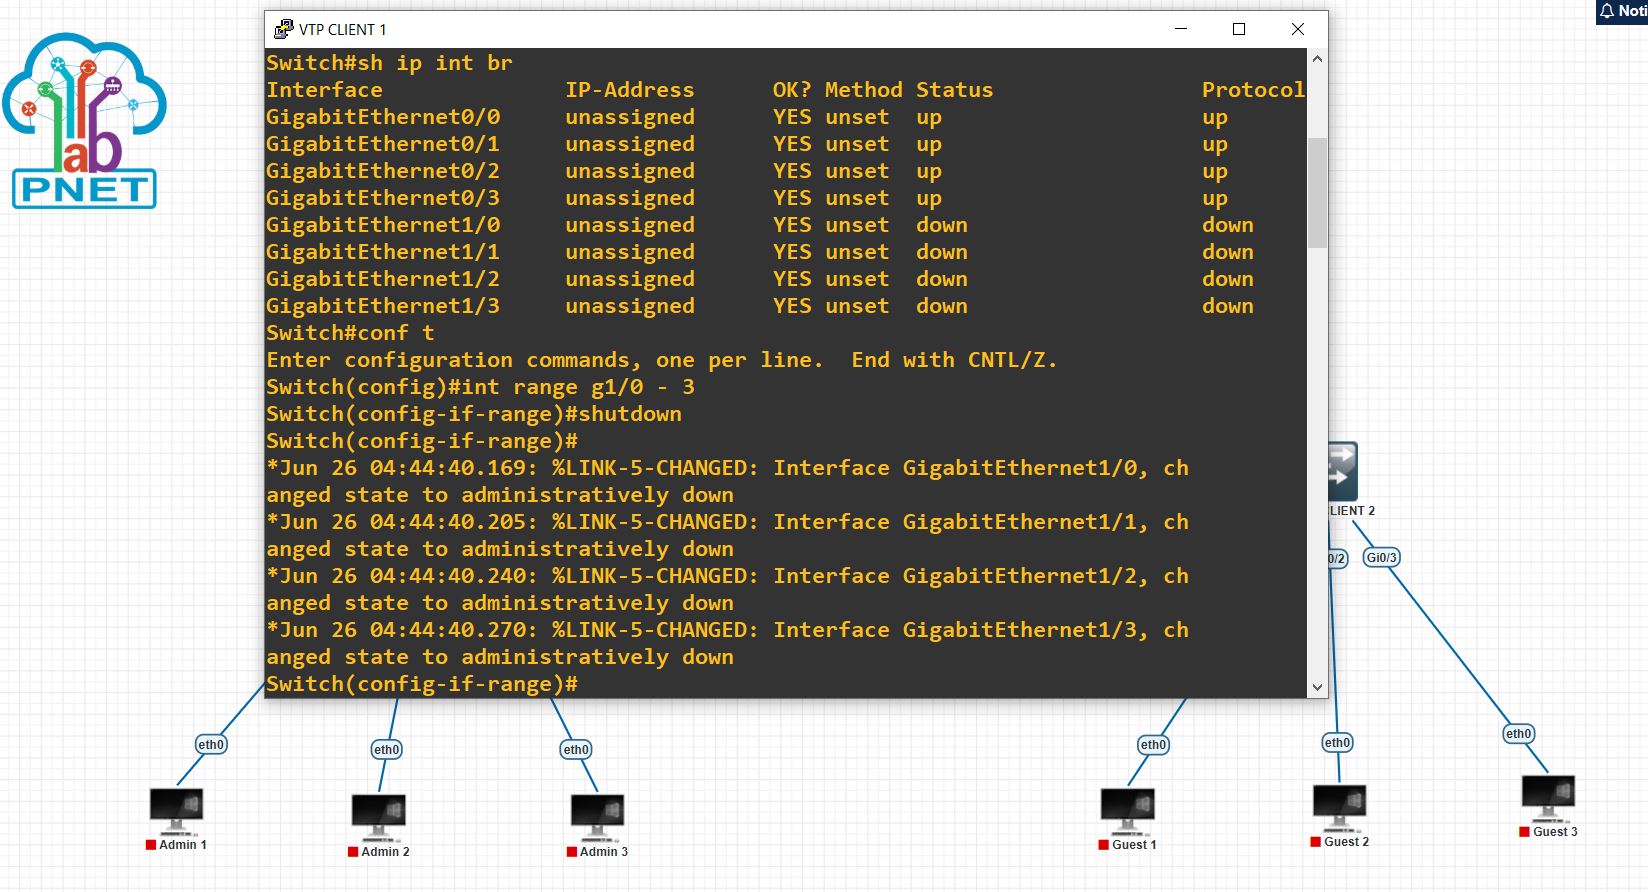 Noti
VTP CLIENT 1
lab
PNET
Switch#sh ip int br
Interface IP-Address OK? Method Status Protocol
GigabitEthernet0/0 unassigned YES unset up up
GigabitEthernet0/1 unassigned YES unset up up
GigabitEthernet0/2 unassigned YES unset up up
GigabitEthernet0/3 unassigned YES unset up up
GigabitEthernet1/0 unassigned YES unset down down
GigabitEthernet1/1 unassigned YES unset down down
GigabitEthernet1/2 unassigned YES unset down down
GigabitEthernet1/3 unassigned YES unset down down
Switch#conf t
Enter configuration commands, one per line.  End with CNTL/Z.
Switch(config)#int range g1/0 - 3
Switch(config-if-range)#shutdown
Switch(config-if-range)#
*Jun 26 04:44:40.169: %LINK-5-CHANGED: Interface GigabitEthernet1/0, ch
anged state to administratively down
*Jun 26 04:44:40.205: %LINK-5-CHANGED: Interface GigabitEthernet1/1, ch
anged state to administratively down
*Jun 26 04:44:40.240: %LINK-5-CHANGED: Interface GigabitEthernet1/2, ch
anged state to administratively down
*Jun 26 04:44:40.270: %LINK-5-CHANGED: Interface GigabitEthernet1/3, ch
anged state to administratively down
Switch(config-if-range)#
LIENT 2
0/2 Gi0/3
eth0 eth0 eth0 eth0 eth0 eth0
Admin 1 Admin 2 Admin 3 Guest 1 Guest 2 Guest 3